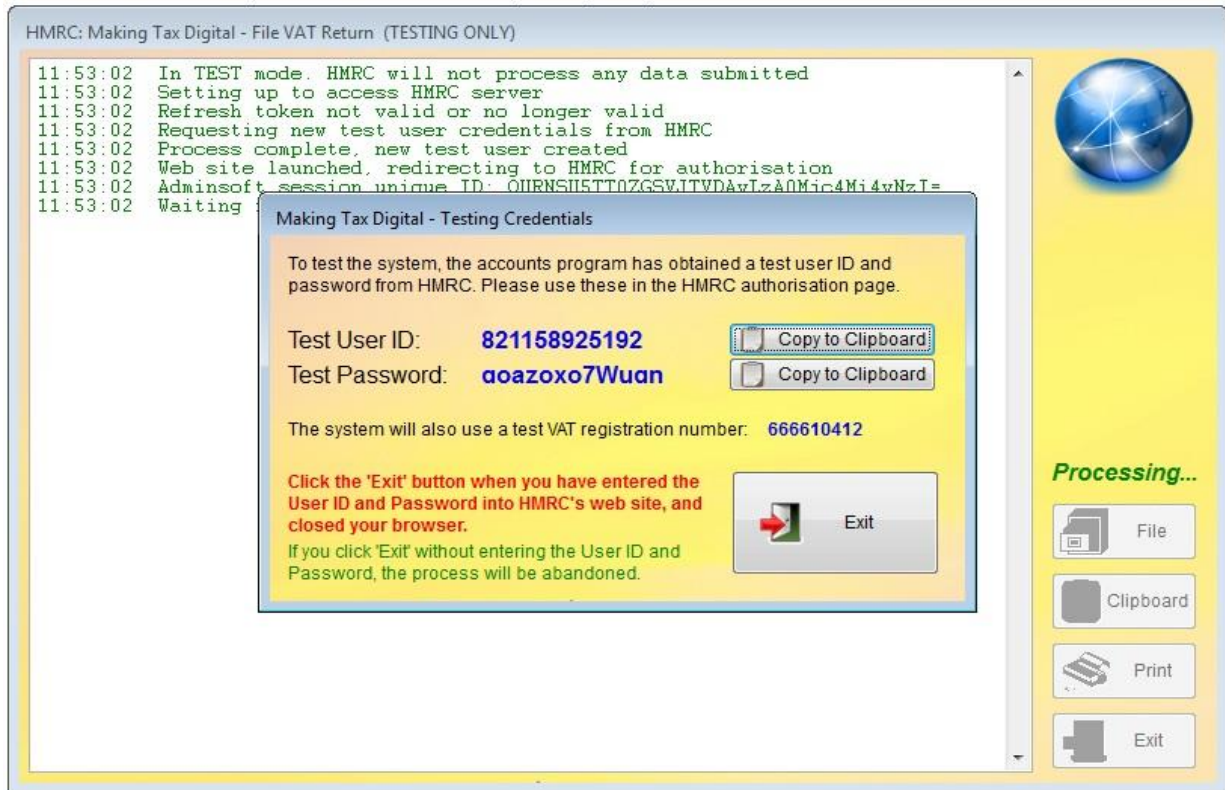 HMRC: Making Tax Digital - File VAT Return (TESTING ONLY)
11:53:02 In TEST mode. HMRC will not process any data submitted
11:53:02 Setting up to access HMRC server
11:53:02 Refresh token not valid or no longer valid
11:53:02 Requesting new test user credentials from HMRC
11:53:02 Process complete, new test user created
11:53:02 Web site launched, redirecting to HMRC for authorisation
11:53:02 Adminsoft session unique ID:
11:53:02 Waiting
Making Tax Digital - Testing Credentials
To test the system, the accounts program has obtained a test user ID and
password from HMRC. Please use these in the HMRC authorisation page.
Test User ID: 821158925192 Copy to Clipboard
Test Password: Copy to Clipboard
The system will also use a test VAT registration number: 666610412
Click the 'Exit' button when you have entered the
User ID and Password into HMRC's web site, and
closed your browser.
If you click 'Exit' without entering the User ID and
Password, the process will be abandoned.
Exit
Processing...
File
Clipboard
Print
Exit